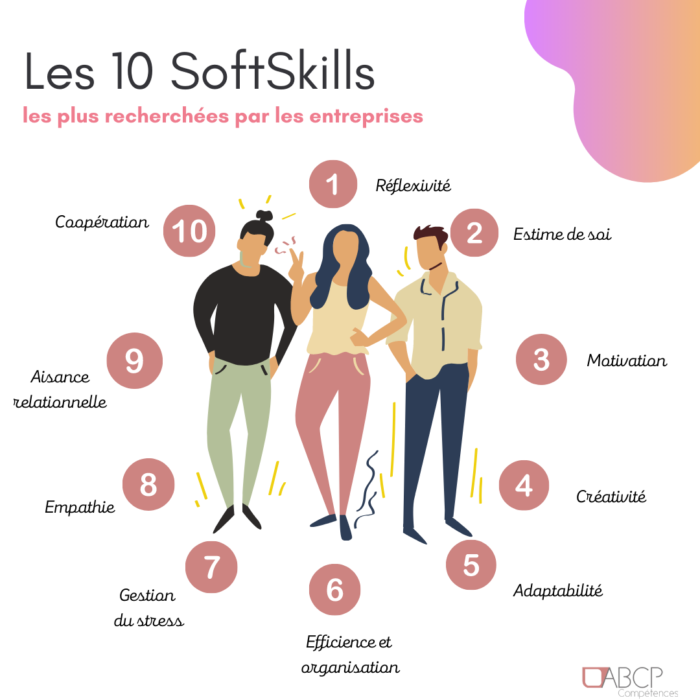 Les 10 SoftSkills
les plus recherchées par les entreprises
1
Réflexivité
2
Estime de soi
3
Motivation
4
Créativité
5
Adaptabilité
6
Efficience et
organisation
7
Gestion
du stress
8
Empathie
9
Aisance
relationnelle
10
Coopération
ABCP
Compétences